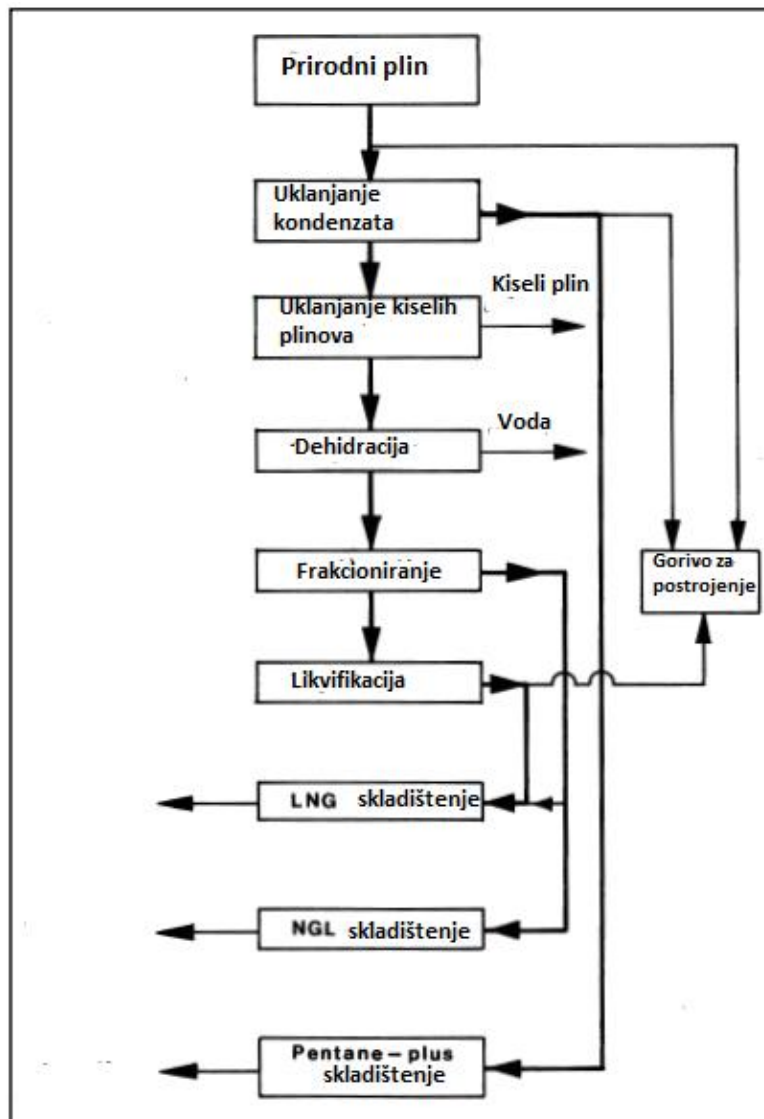 Prirodni plin
Uklanjanje
kondenzata
Kiseli plin
Uklanjanje kiselih
plinova
Voda
Dehidracija
Frakcioniranje
Gorivo za
postrojenje
Likvifikacija
LNG skladištenje
NGL skladištenje
Pentane-plus
skladištenje